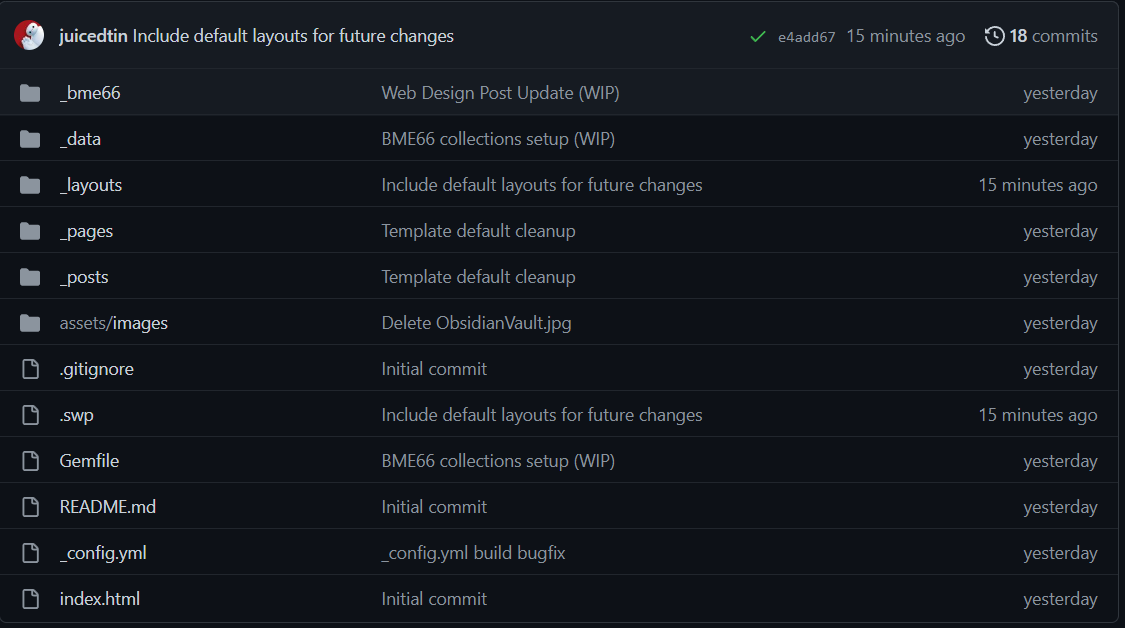 juicedtin Include default layouts for future changes e4add67 15 minutes ago 18 commits
_bme66 Web Design Post Update (WIP) yesterday
_data BME66 collections setup (WIP) yesterday
_layouts Include default layouts for future changes 15 minutes ago
_pages Template default cleanup yesterday
_posts Template default cleanup yesterday
assets/images Delete ObsidianVault.jpg yesterday
.gitignore Initial commit yesterday
.swp Include default layouts for future changes 15 minutes ago
Gemfile BME66 collections setup (WIP) yesterday
README.md Initial commit yesterday
_config.yml _config.yml build bugfix yesterday
index.html Initial commit yesterday